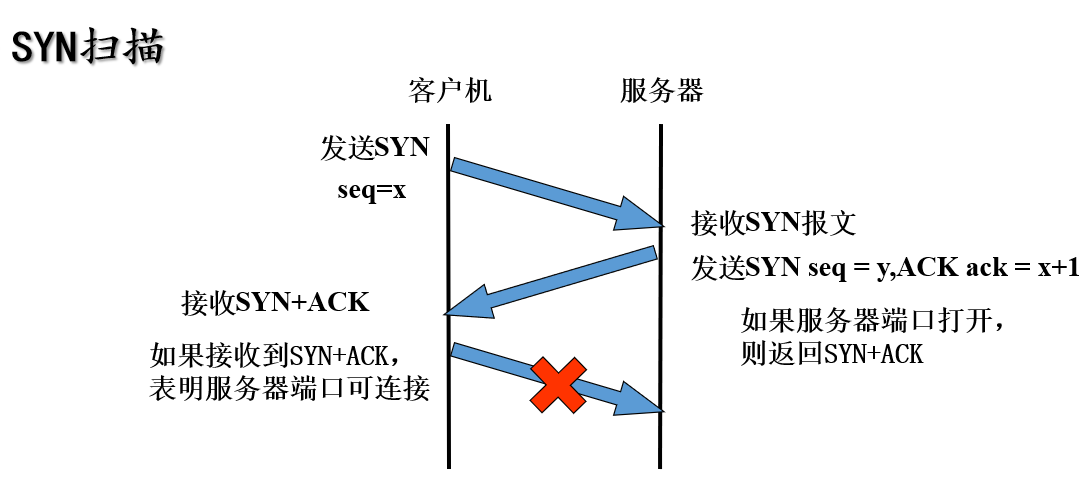 SYN扫描
客户机
服务器
发送SYN
seq=x
接收SYN报文
发送SYN seq = y,ACK ack = x+1
接收SYN+ACK
如果服务器端口打开，
则返回SYN+ACK
如果接收到SYN+ACK，
表明服务器端口可连接